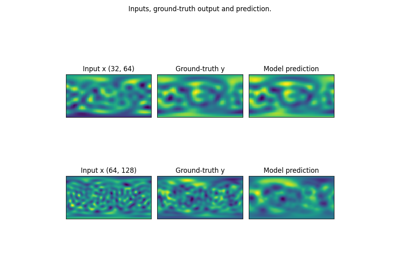 Inputs, ground-truth output and prediction.
Input x (32, 64) Ground-truth y Model prediction
Input x (64, 128) Ground-truth y Model prediction